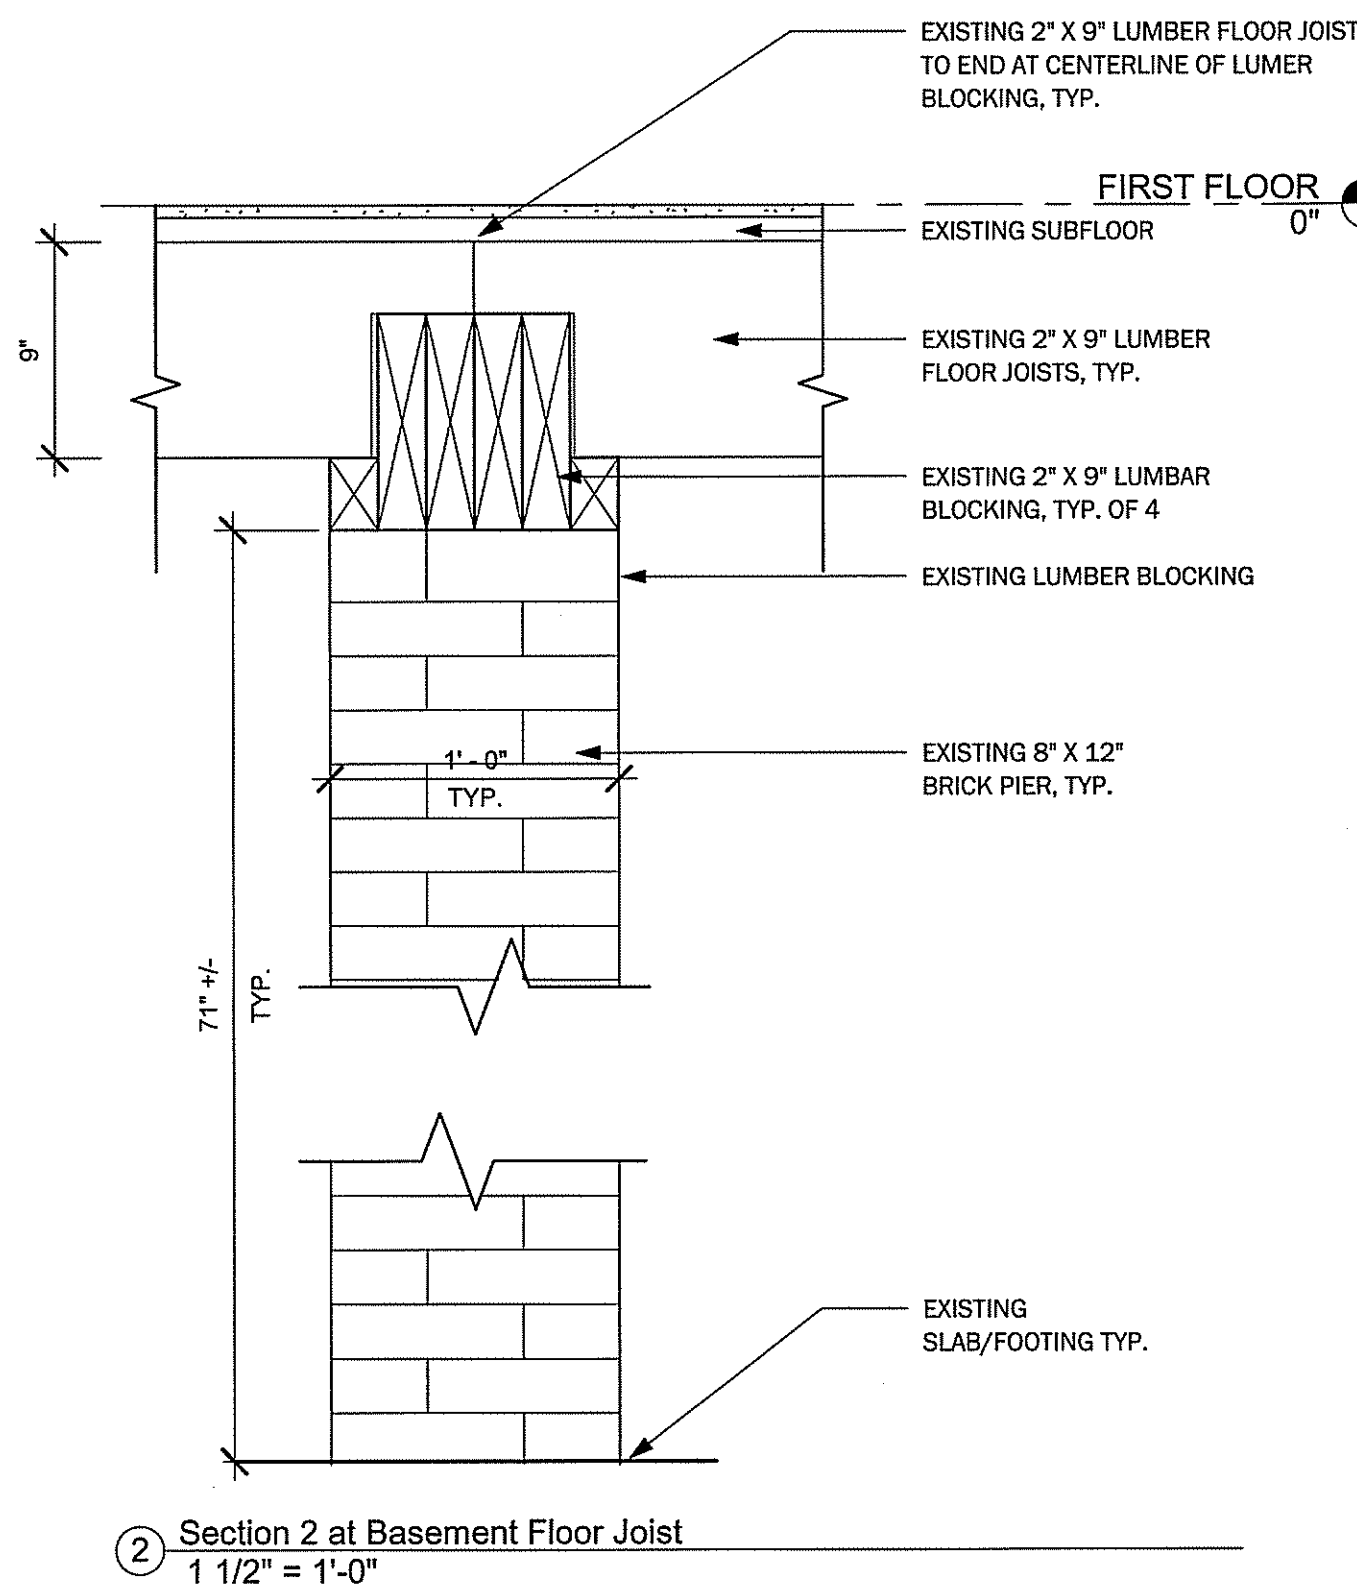 EXISTING 2" X 9" LUMBER FLOOR JOIST
TO END AT CENTERLINE OF LUMER
BLOCKING, TYP.
FIRST FLOOR
0"
EXISTING SUBFLOOR
9"
EXISTING 2" X 9" LUMBER
FLOOR JOISTS, TYP.
EXISTING 2" X 9" LUMBAR
BLOCKING, TYP. OF 4
EXISTING LUMBER BLOCKING
EXISTING 8" X 12"
BRICK PIER, TYP.
1' - 0"
TYP.
71" +/-
TYP.
EXISTING
SLAB/FOOTING TYP.
2
Section 2 at Basement Floor Joist
1 1/2" = 1'-0"